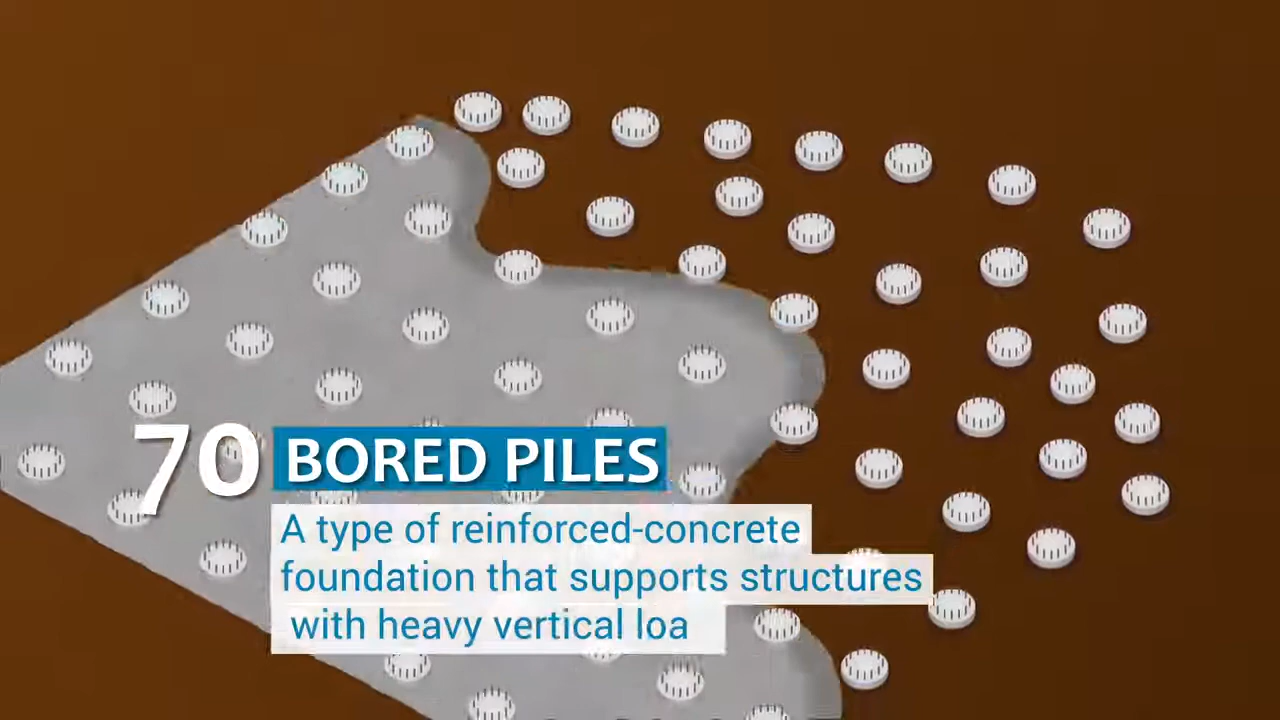 70 BORED PILES
A type of reinforced-concrete
foundation that supports structures
with heavy vertical loa